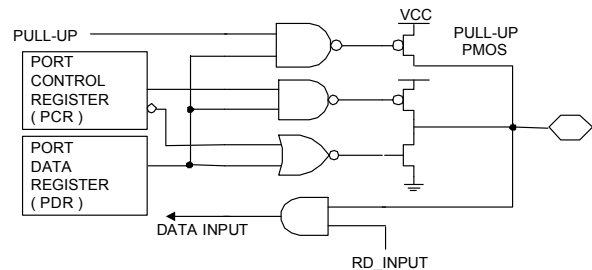 VCC
PULL-UP
PULL-UP
PMOS
PORT
CONTROL
REGISTER
( PCR )
PORT
DATA
REGISTER
( PDR )
DATA INPUT
RD_INPUT